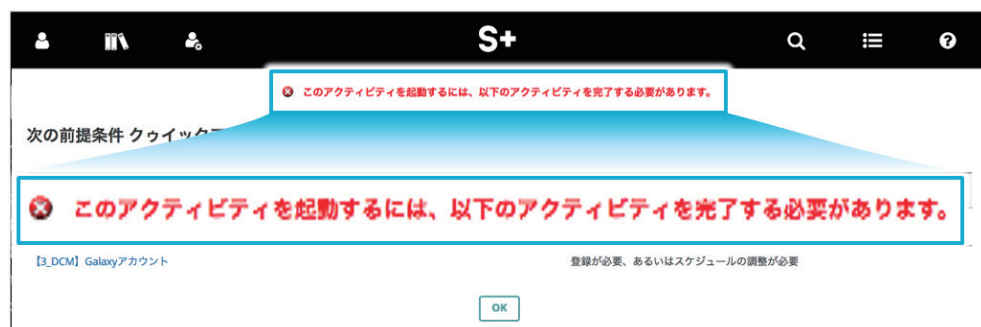 S+
このアクティビティを起動するには、以下のアクティビティを完了する必要があります。
次の前提条件 クゥイック
このアクティビティを起動するには、以下のアクティビティを完了する必要があります。
【3_DCM】Galaxyアカウント
登録が必要、あるいはスケジュールの調整が必要
OK